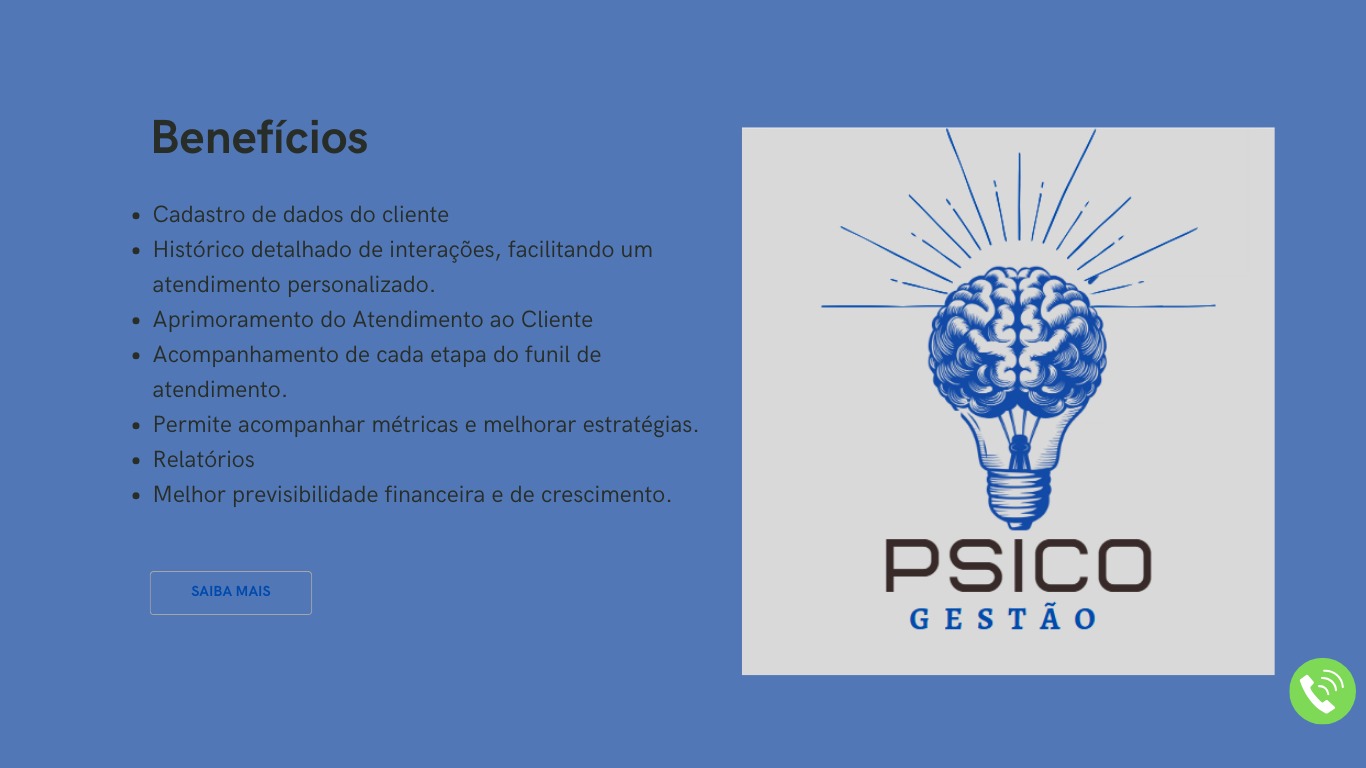 Benefícios
Cadastro de dados do cliente
Histórico detalhado de interações, facilitando um
atendimento personalizado.
Aprimoramento do Atendimento ao Cliente
Acompanhamento de cada etapa do funil de
atendimento.
Permite acompanhar métricas e melhorar estratégias.
Relatórios
Melhor previsibilidade financeira e de crescimento.
SAIBA MAIS
PSICO
GESTÃO